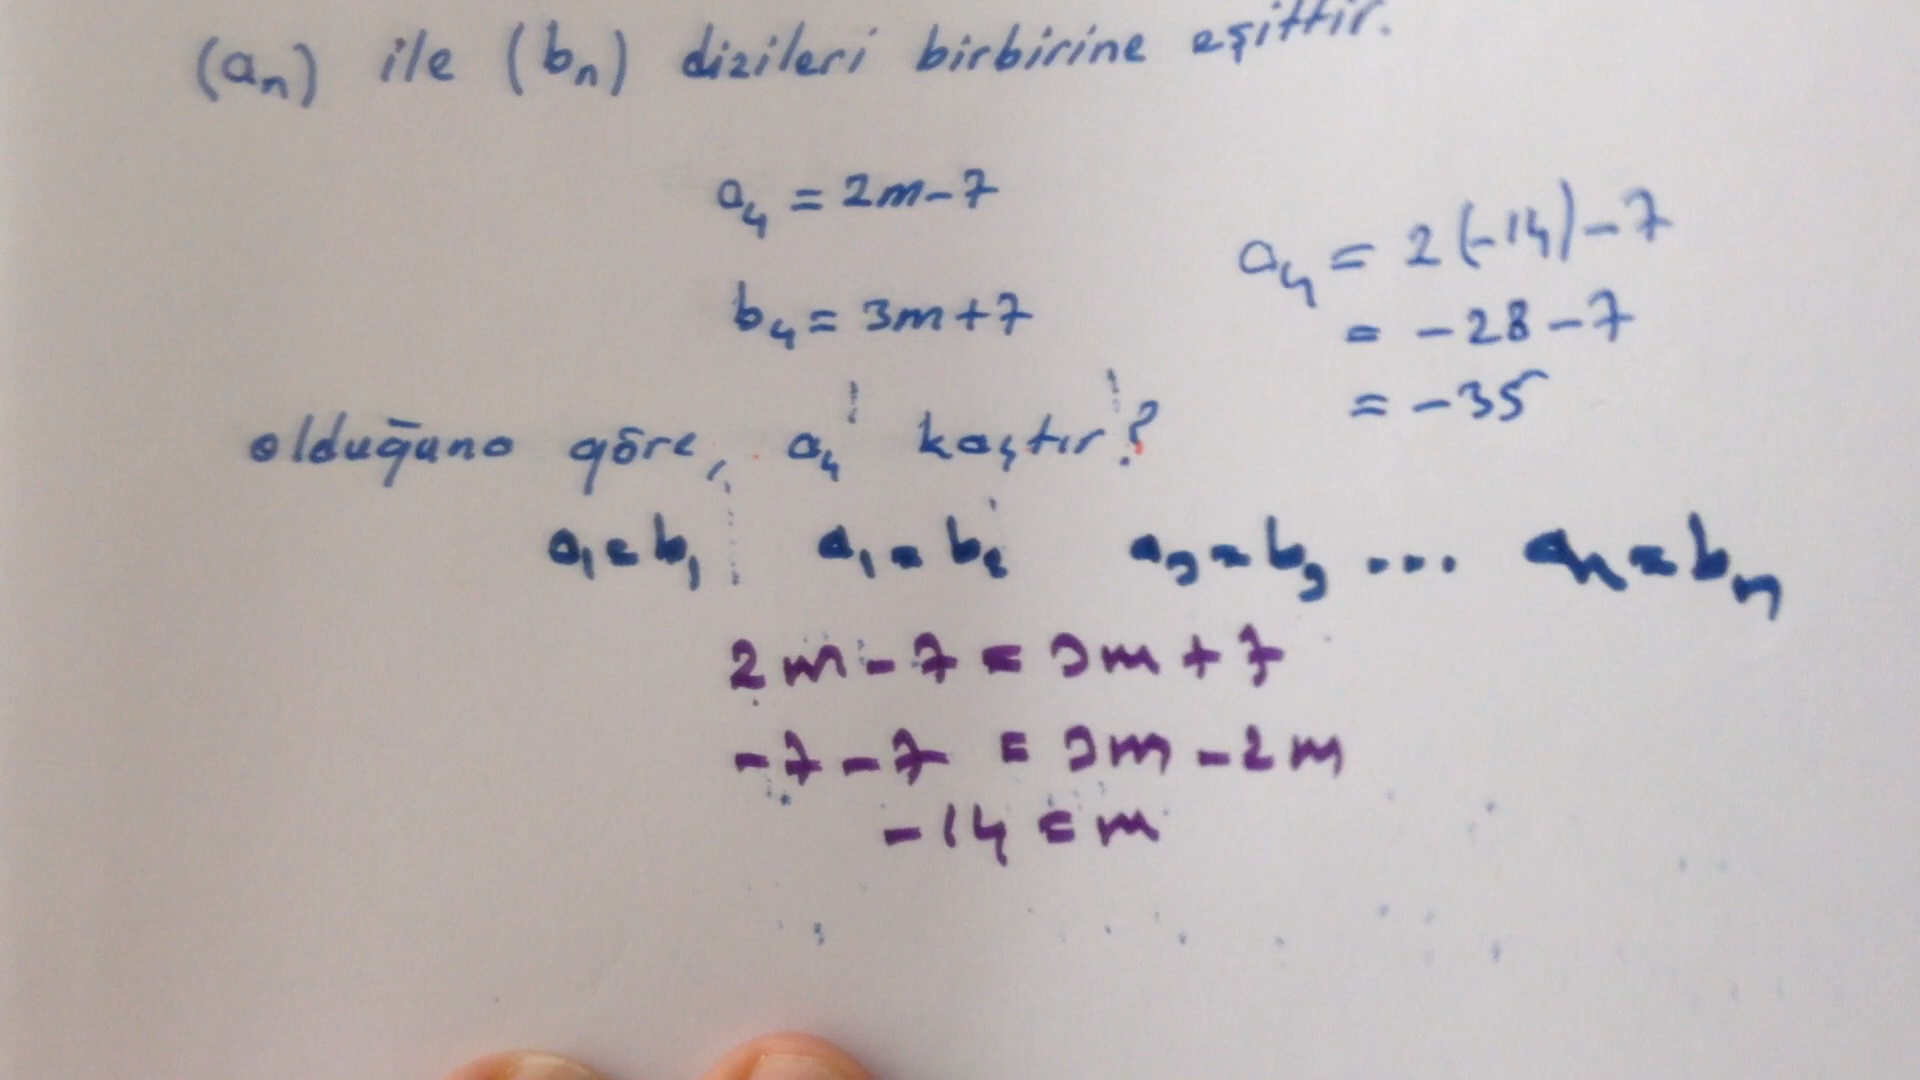 (aₙ) ile (bₙ) dizileri birbirine eşittir.
a₄ = 2m-7
b₄ = 3m+7
olduğuna göre, a₄ kaçtır?
a₄ = 2(-14)-7
= -28-7
= -35
a₁=b₁ a₁=b₂ a₃=b₃ ... aₙ=bₙ
2m-7=3m+7
-7-7 = 3m-2m
-14=m